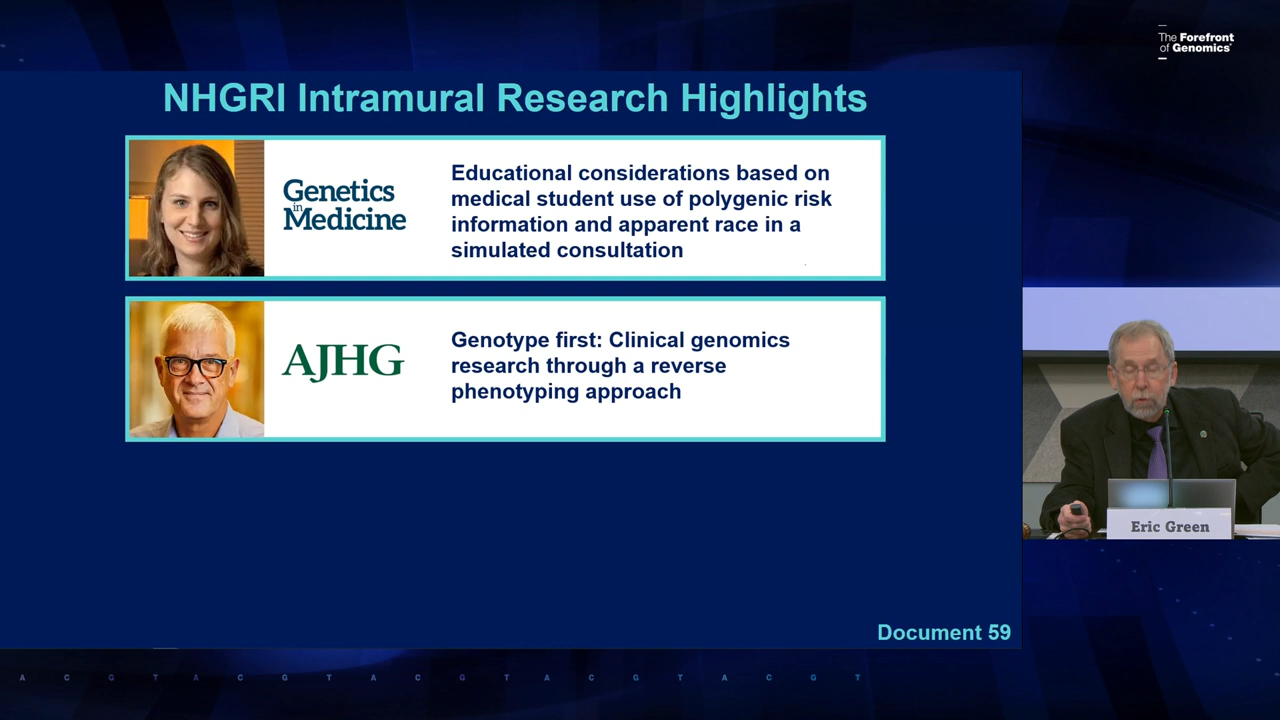 The Forefront
of Genomics
NHGRI Intramural Research Highlights
Genetics
in
Medicine
Educational considerations based on
medical student use of polygenic risk
information and apparent race in a
simulated consultation
AJHG
Genotype first: Clinical genomics
research through a reverse
phenotyping approach
Eric Green
Document 59
A C G T A C G T A C G T A C G T A C G T